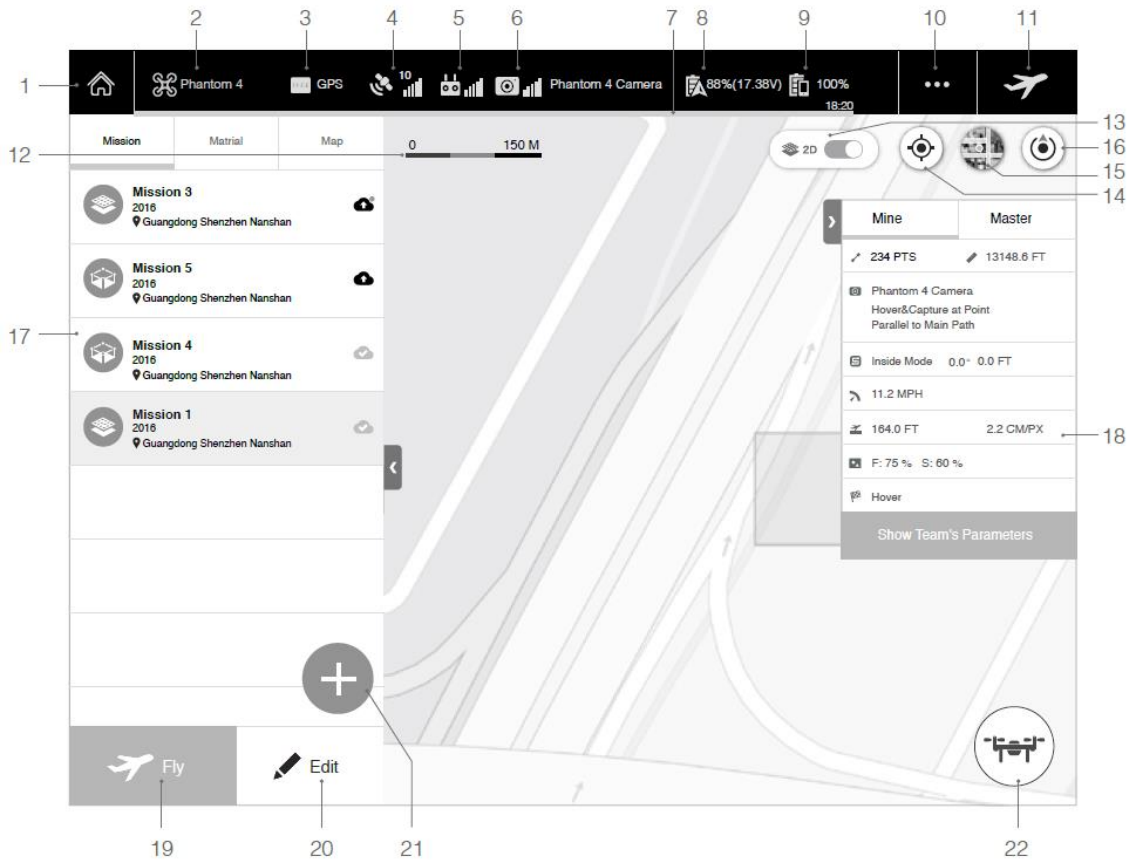 2 3 4 5 6 7 8 9 10 11
1 Phantom 4 GPS 10 Phantom 4 Camera 88%(17.38V) 100%
18:20
Mission Matrial Map
12 0 150 M
2D
13
16
15
14
Mine Master
234 PTS 13148.6 FT
Phantom 4 Camera
Hover&Capture at Point
Parallel to Main Path
Inside Mode 0.0° 0.0 FT
11.2 MPH
164.0 FT 2.2 CM/PX
18
F: 75 % S: 60 %
Hover
Show Team's Parameters
Mission 3
2016
Guangdong Shenzhen Nanshan
Mission 5
2016
Guangdong Shenzhen Nanshan
17
Mission 4
2016
Guangdong Shenzhen Nanshan
Mission 1
2016
Guangdong Shenzhen Nanshan
Fly Edit
19 20 21 22